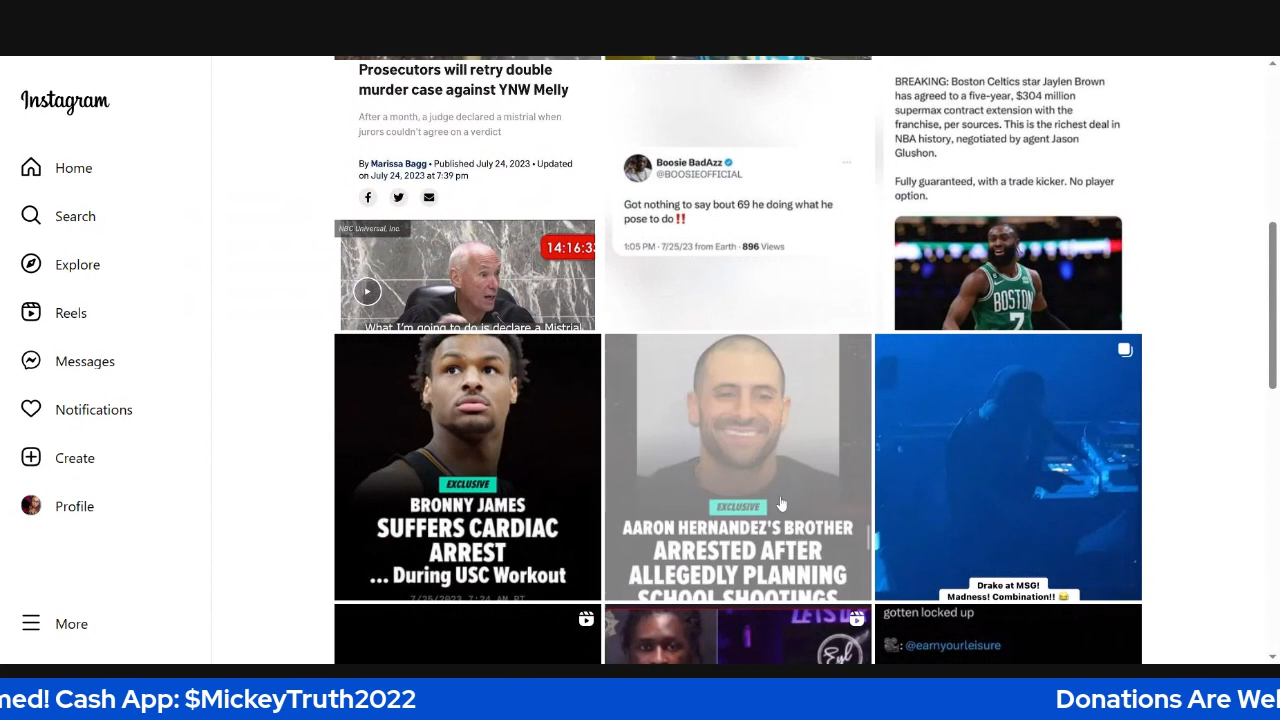 Instagram
Home
Search
Explore
Reels
Messages
Notifications
Create
Profile
More
Prosecutors will retry double
murder case against YNW Melly
After a month, a judge declared a mistrial when
jurors couldn't agree on a verdict
By Marissa Bagg • Published July 24, 2023 • Updated
on July 24, 2023 at 7:39 pm
NBC Universal, Inc.
14:16:33
What I'm going to do is declare a Mistrial
Boosie BadAzz
@BOOSIEOFFICIAL
Got nothing to say bout 69 he doing what he
pose to do‼️
1:05 PM · 7/25/23 from Earth · 896 Views
BREAKING: Boston Celtics star Jaylen Brown
has agreed to a five-year, $304 million
supermax contract extension with the
franchise, per sources. This is the richest deal in
NBA history, negotiated by agent Jason
Glushon.
Fully guaranteed, with a trade kicker. No player
option.
BOSTON
7
EXCLUSIVE
BRONNY JAMES
SUFFERS CARDIAC
ARREST
... During USC Workout
7/25/2023 7:24 AM PT
EXCLUSIVE
AARON HERNANDEZ'S BROTHER
ARRESTED AFTER
ALLEGEDLY PLANNING
SCHOOL SHOOTINGS
Drake at MSG!
Madness! Combination!! 😂
gotten locked up
: @earnyourleisure
med! Cash App: $MickeyTruth2022
Donations Are Wel